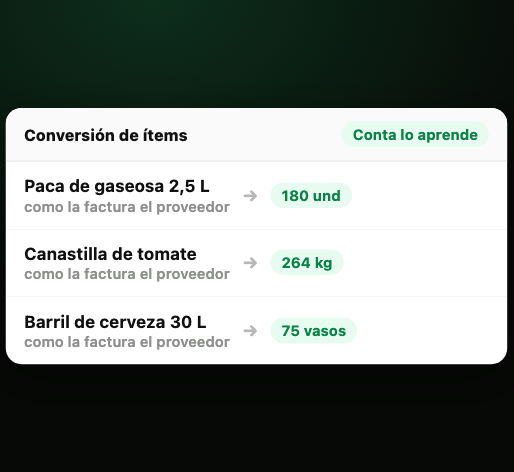 Conversión de ítems
Conta lo aprende
Paca de gaseosa 2,5 L
como la factura el proveedor
→ 180 und
Canastilla de tomate
como la factura el proveedor
→ 264 kg
Barril de cerveza 30 L
como la factura el proveedor
→ 75 vasos